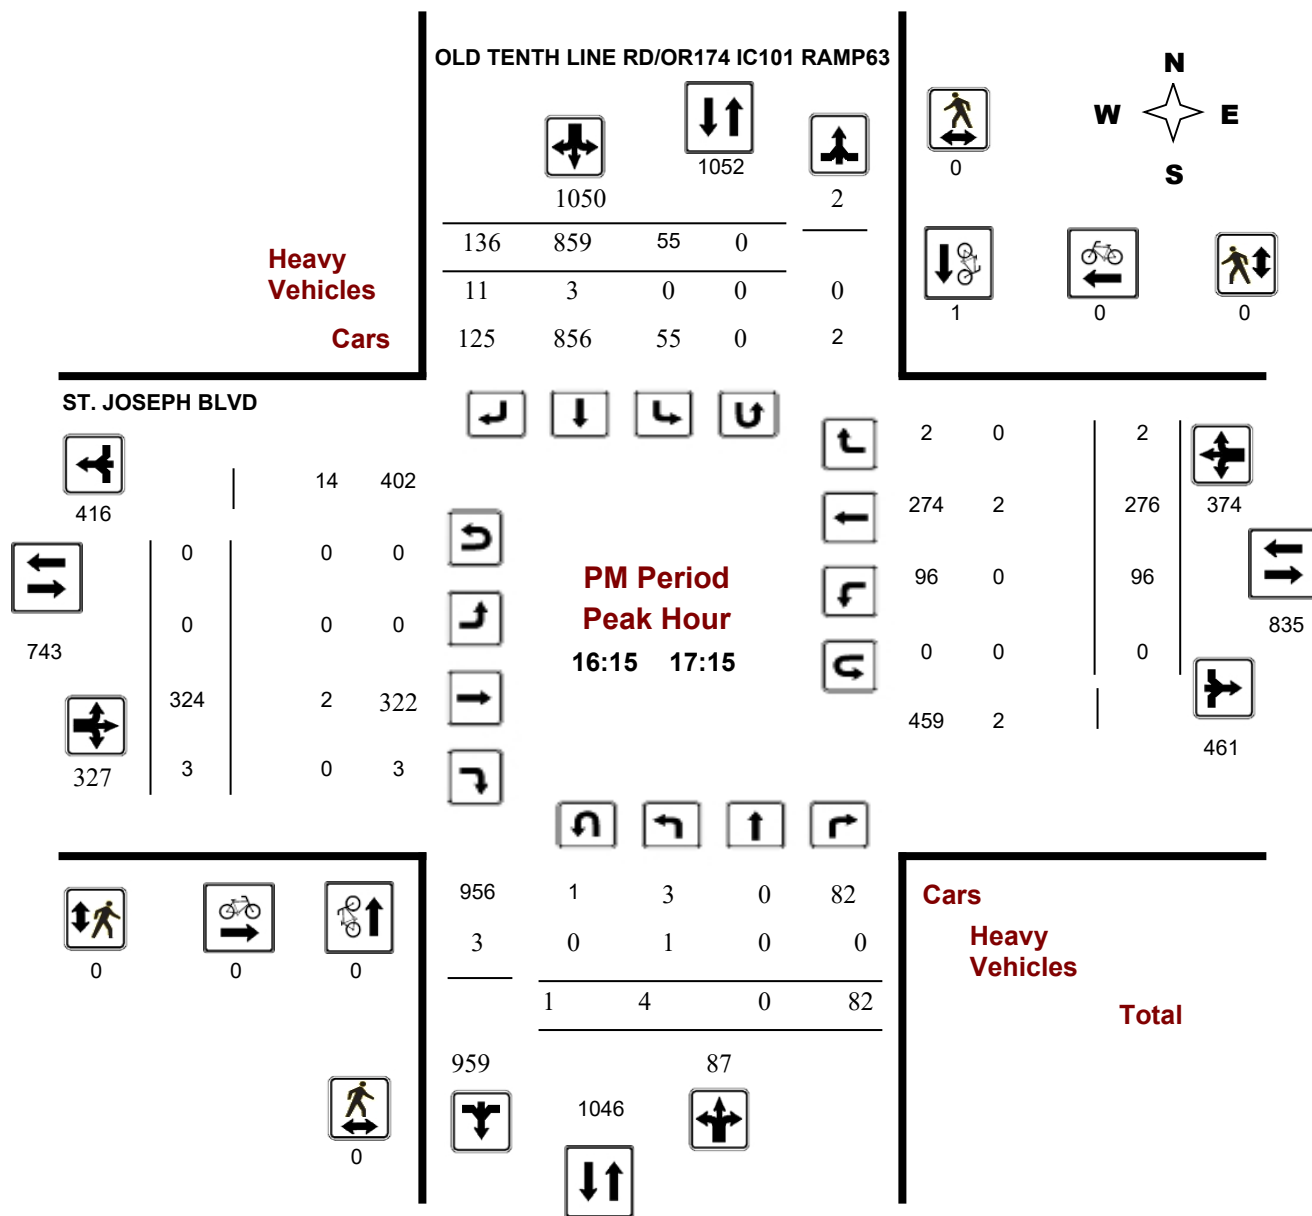 OLD TENTH LINE RD/OR174 IC101 RAMP63
N
W E
S
1052
0
1050 2
136 859 55 0
Heavy
Vehicles
11 3 0 0 0
1 0 0
Cars 125 856 55 0 2
ST. JOSEPH BLVD
2 0 2
14 402
416
274 2 276 374
0 0 0
PM Period
Peak Hour
16:15 17:15
96 0 96
835
0 0 0
743
0 0 0
324 2 322
459 2
461
327 3 0 3
956 1 3 0 82
Cars
3 0 1 0 0
Heavy
Vehicles
0 0 0
1 4 0 82
Total
959 87
1046
0